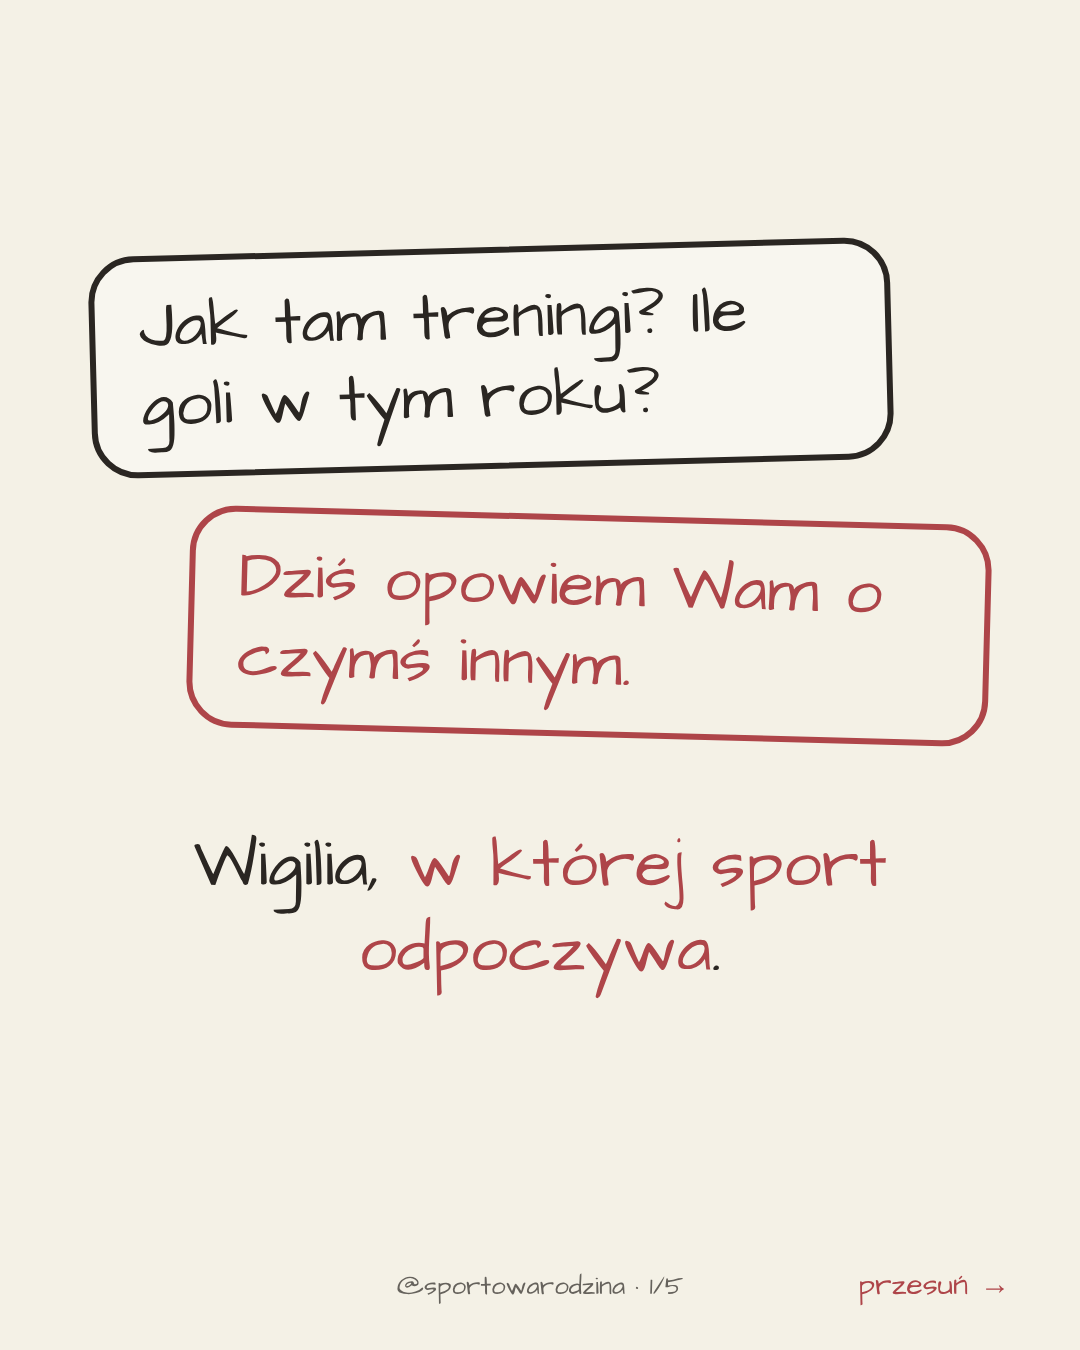 Jak tam treningi? Ile
goli w tym roku?
Dziś opowiem Wam o
czymś innym.
Wigilia, w której sport
odpoczywa.
@sportowarodzina · 1/5
przesuń →